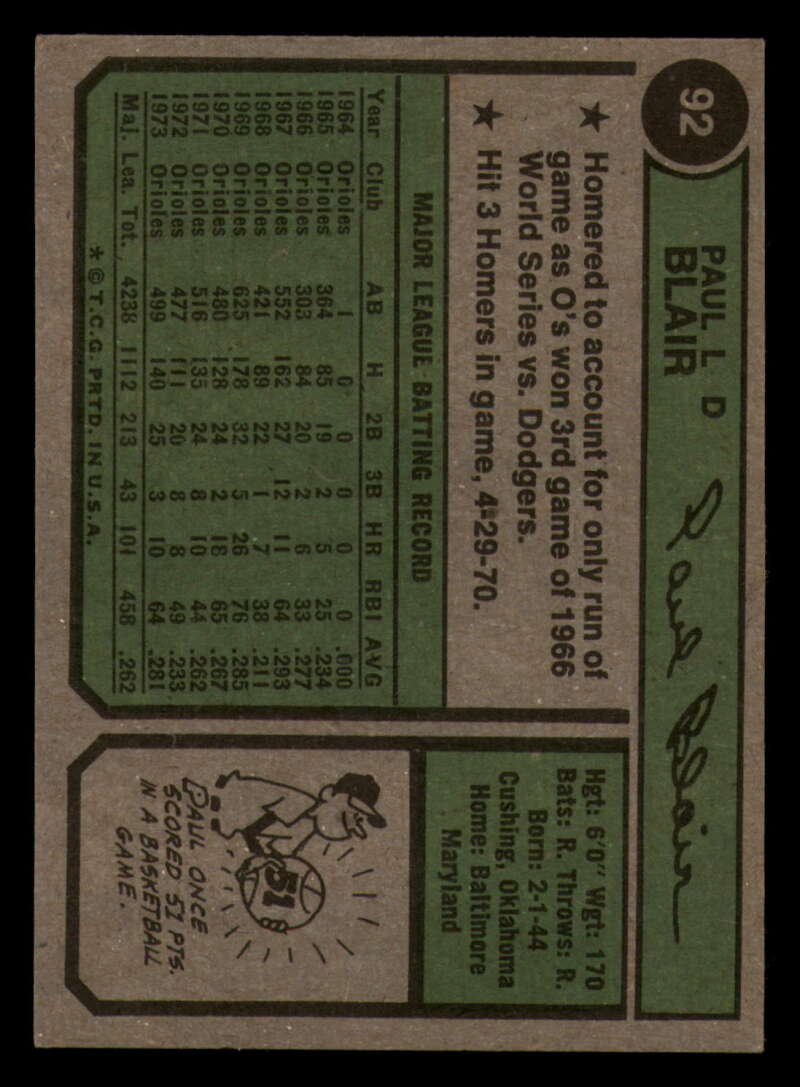 92
PAUL L D
BLAIR
Paul Blair
★ Homered to account for only run of
game as O's won 3rd game of 1966
World Series vs. Dodgers.
★ Hit 3 Homers in game, 4-29-70.
MAJOR LEAGUE BATTING RECORD
Year Club AB H 2B 3B HR RBI AVG
1964 Orioles 1 0 0 0 0 0 .000
1965 Orioles 364 85 19 2 5 25 .234
1966 Orioles 303 84 20 2 6 33 .277
1967 Orioles 552 162 27 12 11 64 .293
1968 Orioles 421 89 22 1 7 38 .211
1969 Orioles 625 178 32 5 26 76 .285
1970 Orioles 480 128 24 2 18 65 .267
1971 Orioles 516 135 24 8 10 44 .262
1972 Orioles 477 111 20 8 8 49 .233
1973 Orioles 499 140 25 3 10 64 .281
Maj. Lea. Tot. 4238 1112 213 43 101 458 .262
* © T.C.G. PRTD. IN U.S.A.
Hgt: 6'0" Wgt: 170
Bats: R. Throws: R.
Born: 2-1-44
Cushing, Oklahoma
Home: Baltimore
Maryland
51
8
PAUL ONCE
SCORED 51 PTS.
IN A BASKETBALL
GAME.